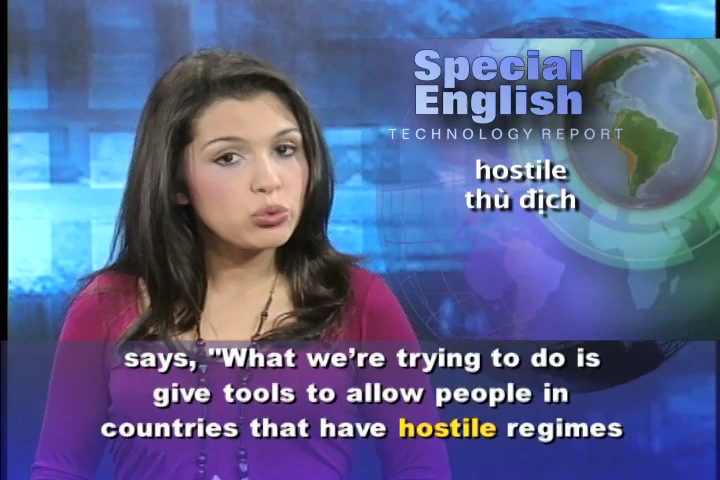 Special
English
TECHNOLOGY REPORT
hostile
thù địch
says, "What we're trying to do is
give tools to allow people in
countries that have hostile regimes